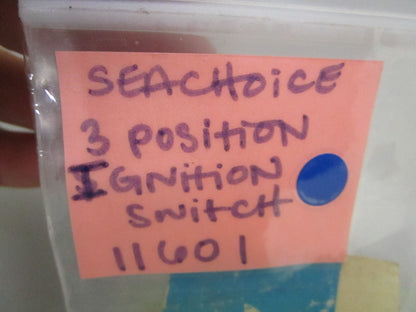 SEACHOICE
3 POSITION
IGNITION
SWITCH
11601